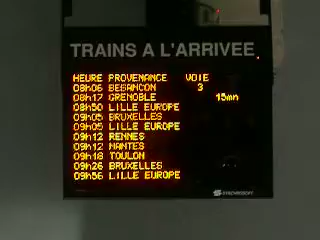 TRAINS A L'ARRIVEE
HEURE PROVENANCE VOIE
08h06 BESANCON 3
08h17 GRENOBLE 15mn
08h50 LILLE EUROPE
09h05 BRUXELLES
09h05 LILLE EUROPE
09h12 RENNES
09h12 NANTES
09h18 TOULON
09h26 BRUXELLES
09h56 LILLE EUROPE